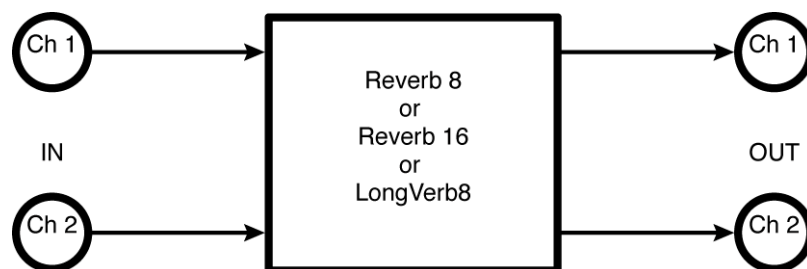 Ch 1
Ch 1
Reverb 8
or
Reverb 16
or
LongVerb8
IN
OUT
Ch 2
Ch 2